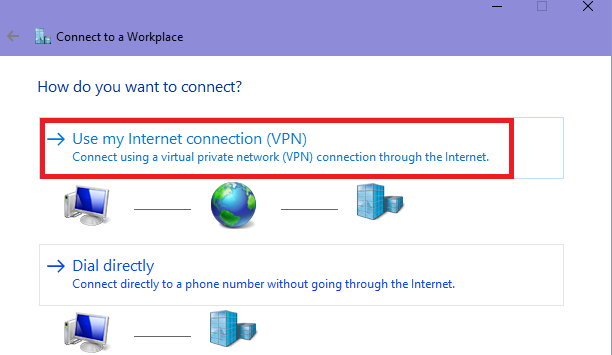 Connect to a Workplace
How do you want to connect?
Use my Internet connection (VPN)
Connect using a virtual private network (VPN) connection through the Internet.
Dial directly
Connect directly to a phone number without going through the Internet.